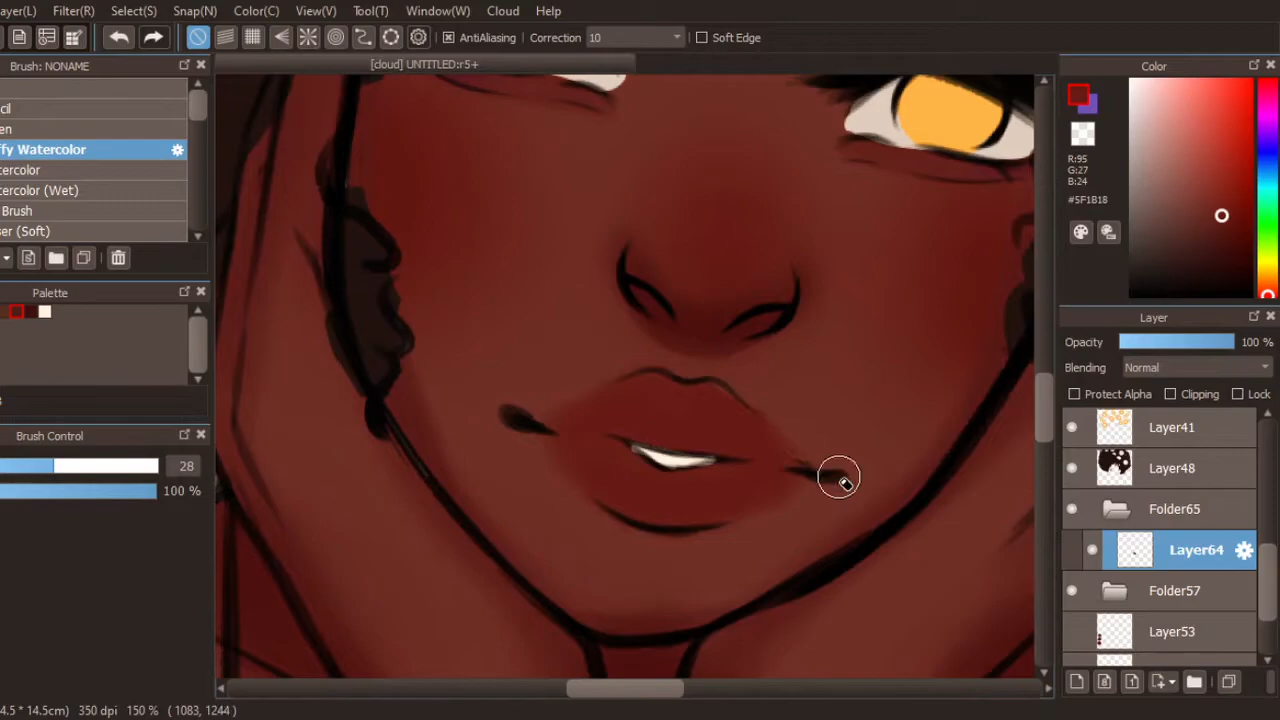 ayer(L) Filter(R) Select(S) Snap(N) Color(C) View(V) Tool(T) Window(W) Cloud Help
AntiAliasing Correction 10 Soft Edge
Brush: NONAME
[cloud] UNTITLED:r5+
Color
cil
en
ffy Watercolor
tercolor
tercolor (Wet)
Brush
ser (Soft)
R:95
G:27
B:24
#5F1B18
Palette
Layer
Opacity 100 %
Blending Normal
Protect Alpha Clipping Lock
Layer41
Layer48
Brush Control
28
100 %
Folder65
Layer64
Folder57
Layer53
4.5 * 14.5cm) 350 dpi 150 % ( 1083, 1244 )